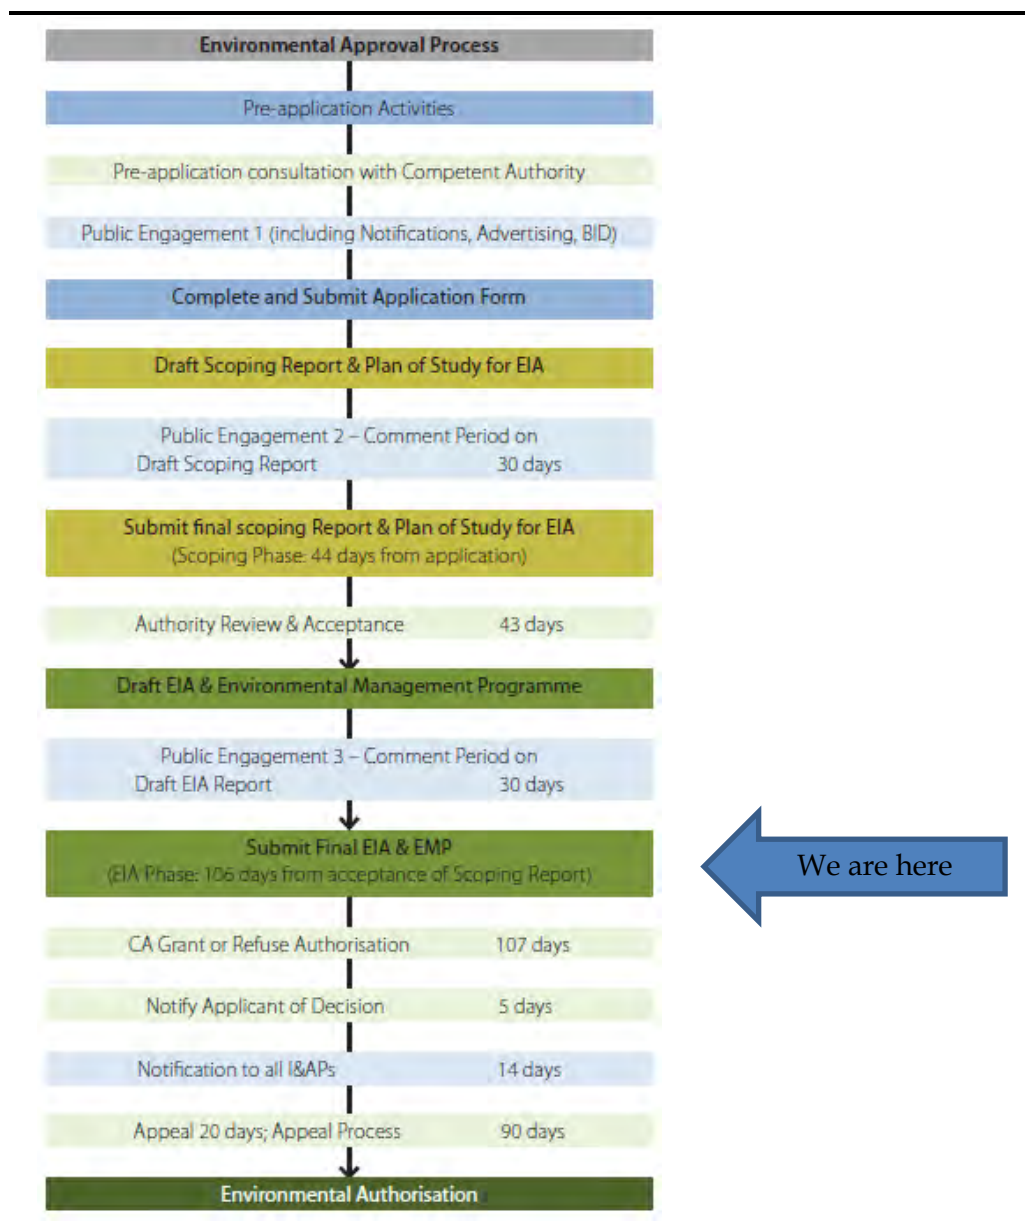 Environmental Approval Process
Pre-application Activities
Pre-application consultation with Competent Authority
Public Engagement 1 (including Notifications, Advertising, BID)
Complete and Submit Application Form
Draft Scoping Report & Plan of Study for EIA
Public Engagement 2 – Comment Period on
Draft Scoping Report 30 days
Submit final scoping Report & Plan of Study for EIA
(Scoping Phase: 44 days from application)
Authority Review & Acceptance 43 days
Draft EIA & Environmental Management Programme
Public Engagement 3 – Comment Period on
Draft EIA Report 30 days
Submit Final EIA & EMP
(EIA Phase: 106 days from acceptance of Scoping Report)
We are here
CA Grant or Refuse Authorisation 107 days
Notify Applicant of Decision 5 days
Notification to all I&APs 14 days
Appeal 20 days; Appeal Process 90 days
Environmental Authorisation